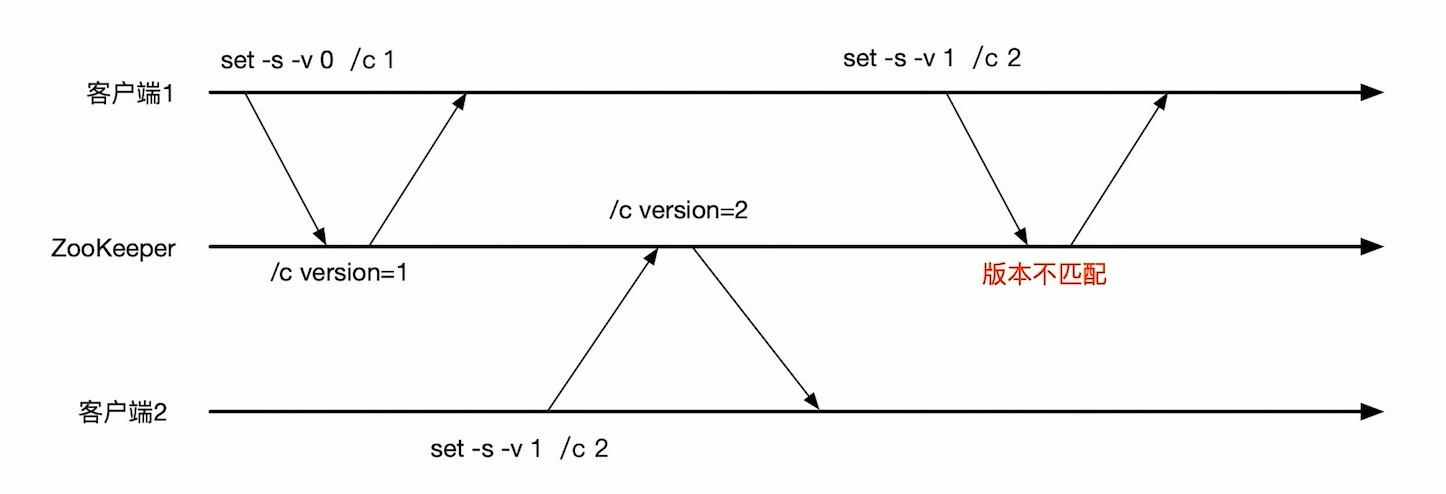 set -s -v 0 /c 1
set -s -v 1 /c 2
客户端1
/c version=2
ZooKeeper
/c version=1
版本不匹配
客户端2
set -s -v 1 /c 2